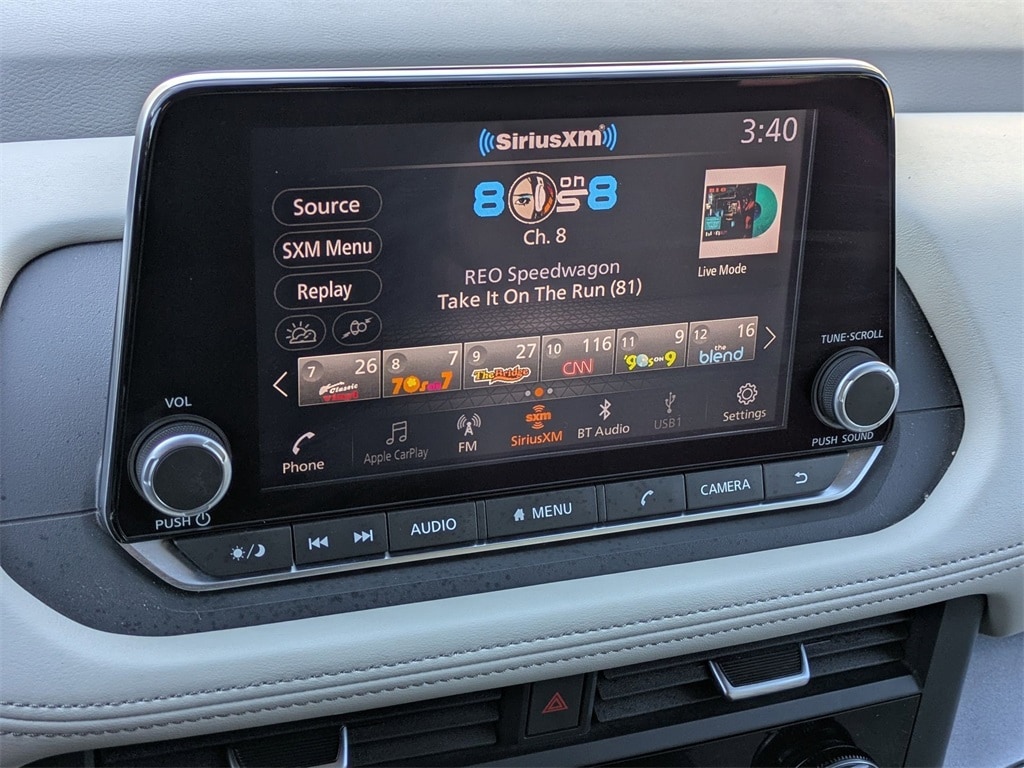 SiriusXM
3:40
Source
SXM Menu
Replay
8 on 8
80s
Ch. 8
REO Speedwagon
Take It On The Run (81)
Live Mode
7 26
Classic
8 7
70s on 7
9 27
The Bridge
10 116
CNN
11 9
'90s on 9
12 16
the blend
Phone
Apple CarPlay
FM
sxm
SiriusXM
BT Audio
USB1
Settings
VOL
PUSH
TUNE·SCROLL
PUSH SOUND
AUDIO
MENU
CAMERA